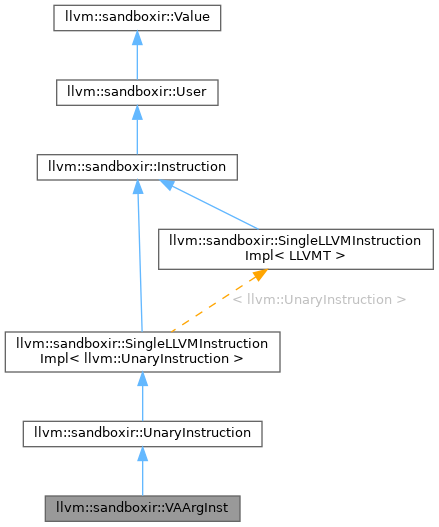 llvm::sandboxir::Value
llvm::sandboxir::User
llvm::sandboxir::Instruction
llvm::sandboxir::SingleLLVMInstruction
Impl< LLVMT >
< llvm::UnaryInstruction >
llvm::sandboxir::SingleLLVMInstruction
Impl< llvm::UnaryInstruction >
llvm::sandboxir::UnaryInstruction
llvm::sandboxir::VAArgInst